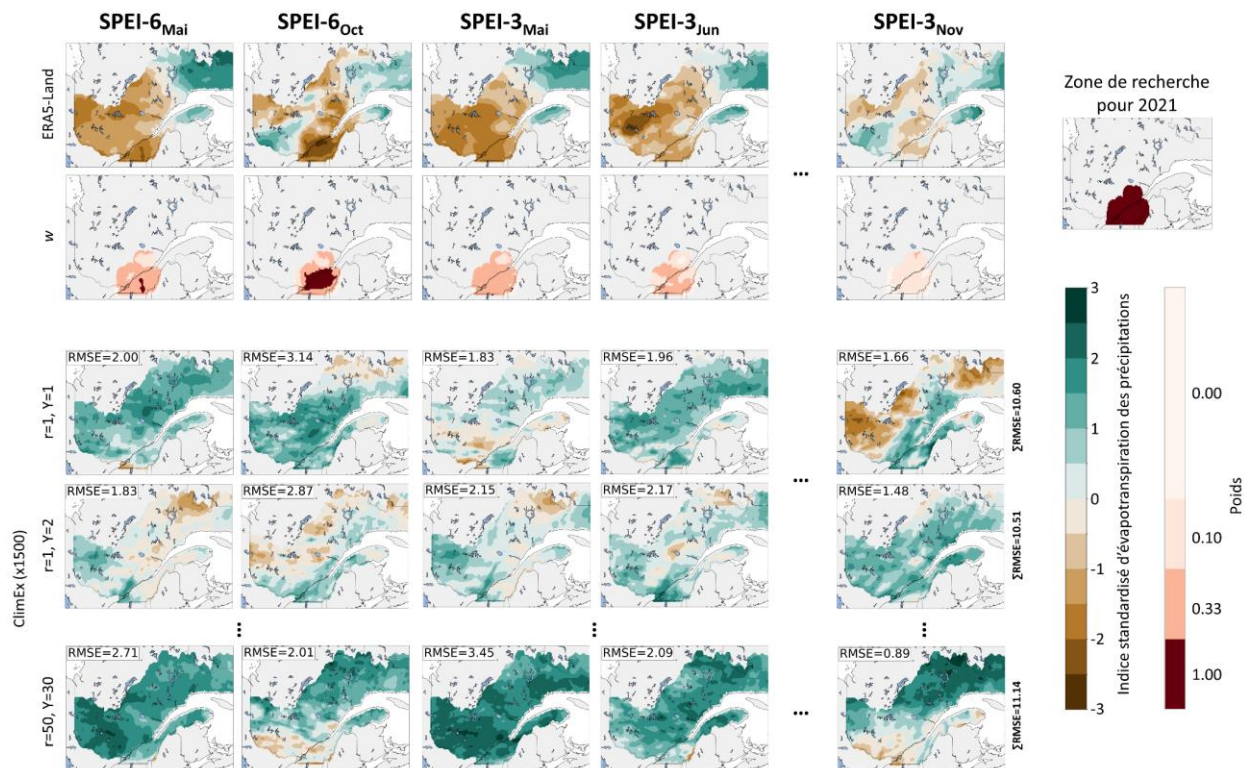 SPEI-6Mai SPEI-6Oct SPEI-3Mai SPEI-3Jun SPEI-3Nov
ERA5-Land
...
Zone de recherche
pour 2021
w
ClimEx (x1500)
r=1, Y=1
RMSE=2.00 RMSE=3.14 RMSE=1.83 RMSE=1.96 RMSE=1.66
...
∑RMSE=10.60
r=1, Y=2
RMSE=1.83 RMSE=2.87 RMSE=2.15 RMSE=2.17 RMSE=1.48
∑RMSE=10.51
... ... ...
r=50, Y=30
RMSE=2.71 RMSE=2.01 RMSE=3.45 RMSE=2.09 RMSE=0.89
...
∑RMSE=11.14
3
2
1
0
-1
-2
-3
Indice standardisé d'évapotranspiration des précipitations
0.00
0.10
0.33
1.00
Poids